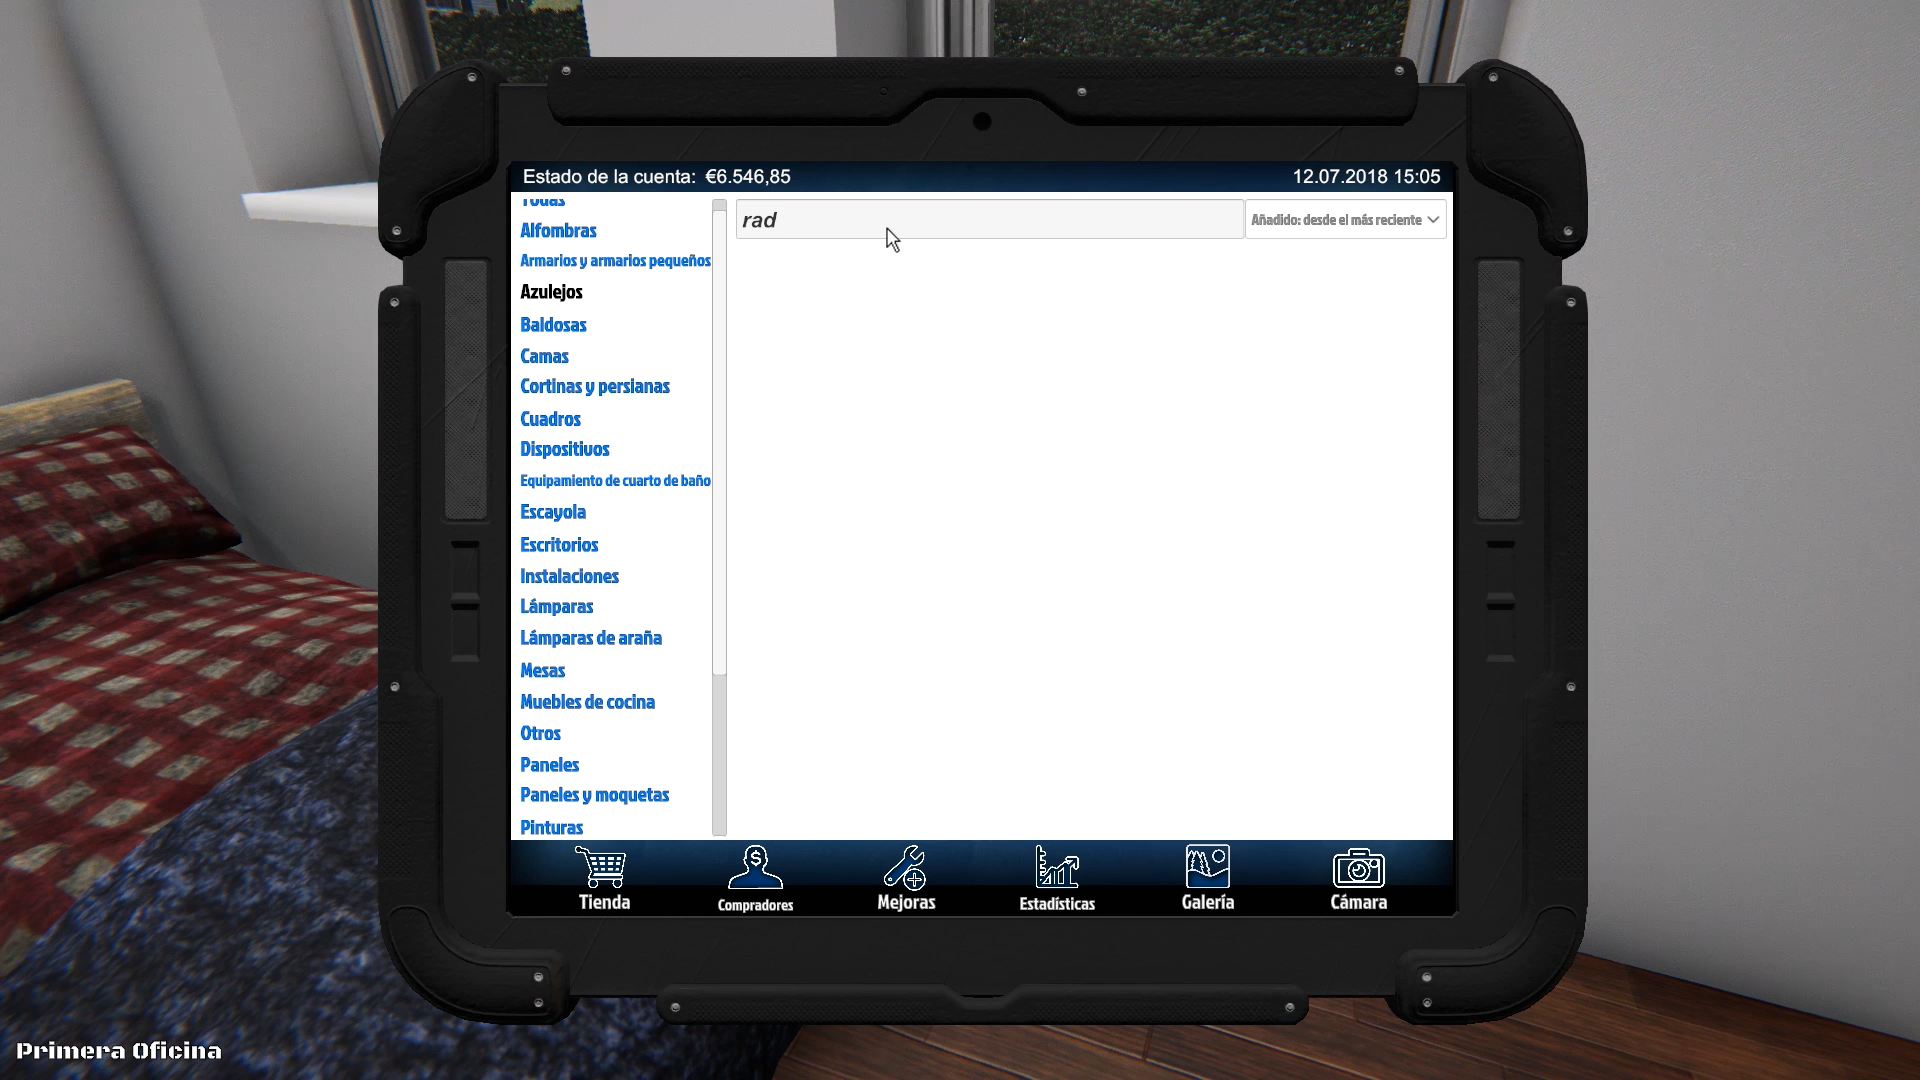 Estado de la cuenta: €6.546,85
12.07.2018 15:05
Todas
Alfombras
Armarios y armarios pequeños
Azulejos
Baldosas
Camas
Cortinas y persianas
Cuadros
Dispositivos
Equipamiento de cuarto de baño
Escayola
Escritorios
Instalaciones
Lámparas
Lámparas de araña
Mesas
Muebles de cocina
Otros
Paneles
Paneles y moquetas
Pinturas
rad
Añadido: desde el más reciente
Tienda
Compradores
Mejoras
Estadísticas
Galería
Cámara
Primera Oficina